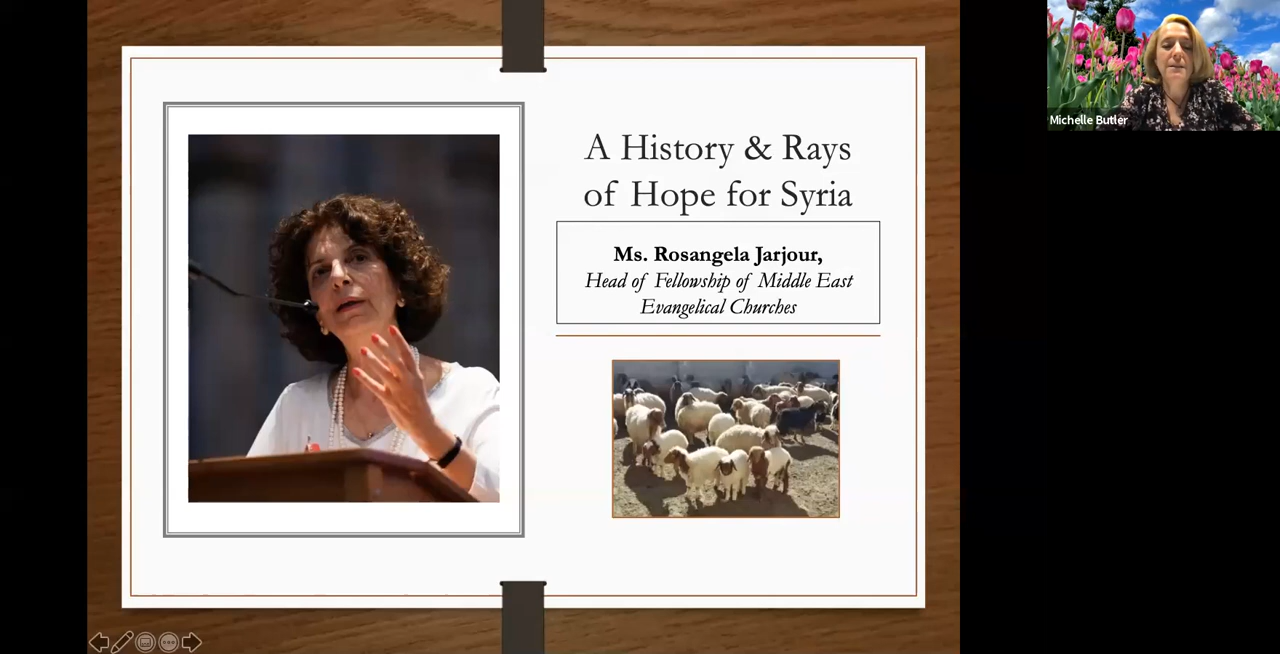 A History & Rays
of Hope for Syria
Ms. Rosangela Jarjour,
Head of Fellowship of Middle East
Evangelical Churches
Michelle Butler